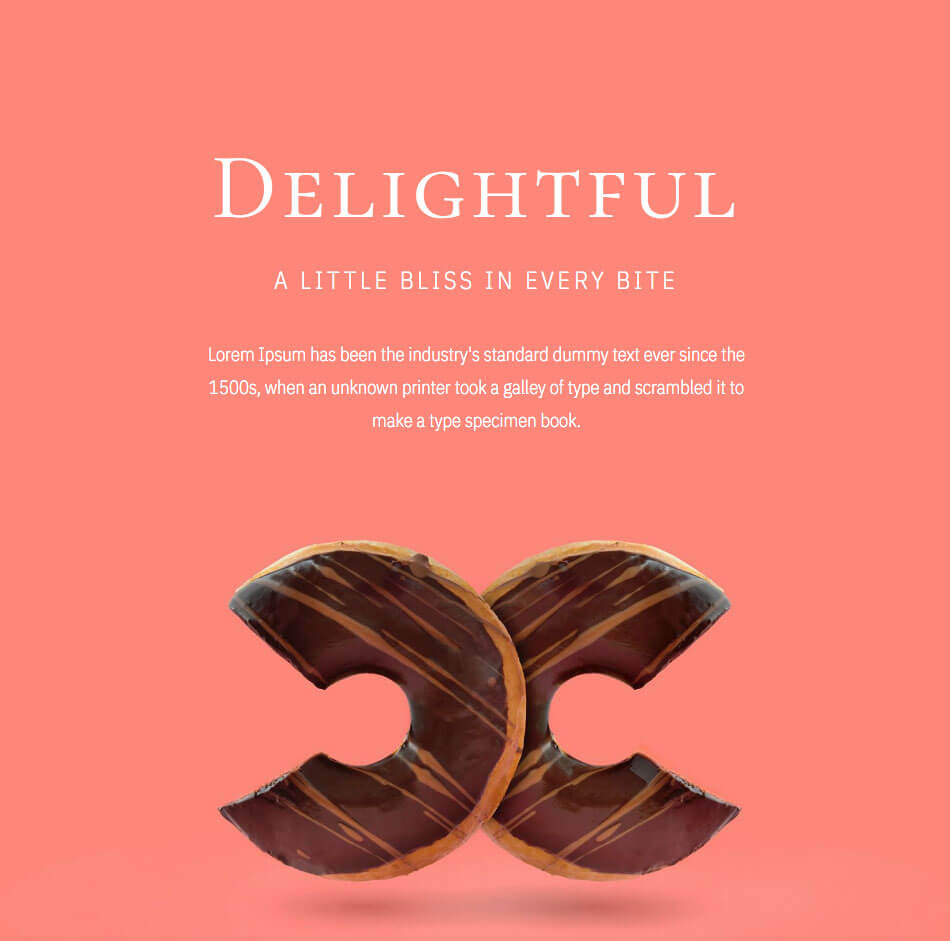 Delightful
A LITTLE BLISS IN EVERY BITE
Lorem Ipsum has been the industry's standard dummy text ever since the
1500s, when an unknown printer took a galley of type and scrambled it to
make a type specimen book.